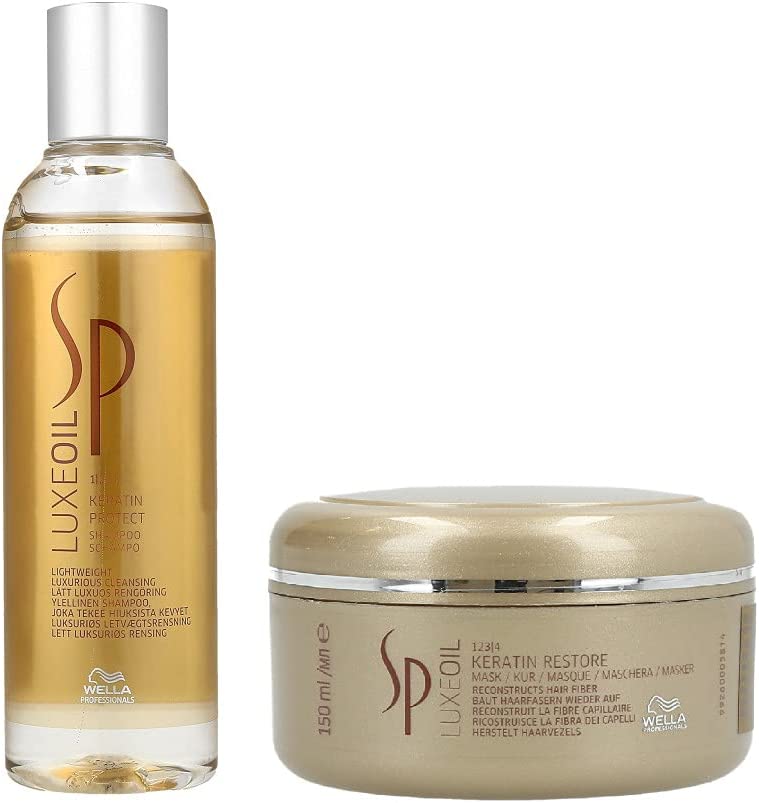 SP
LUXEOIL
KERATIN
PROTECT
SHAMPOO
SCHAMPO
LIGHTWEIGHT
LUXURIOUS CLEANSING
LÄTT LUXUÖS RENGÖRING
YLELLINEN SHAMPOO,
JOKA TEKEE HIUKSISTA KEVYET
LUKSURIØS LETVÆGTSRENSNING
LETT LUKSURIØS RENSING
WELLA
PROFESSIONALS
150 ml /мл e
SP
LUXEOIL
123|4
KERATIN RESTORE
MASK / KUR / MASQUE / MASCHERA / MASKER
RECONSTRUCTS HAIR FIBER
BAUT HAARFASERN WIEDER AUF
RECONSTRUIT LA FIBRE CAPILLAIRE
RICOSTRUISCE LA FIBRA DEI CAPELLI
HERSTELT HAARVEZELS
WELLA
PROFESSIONALS